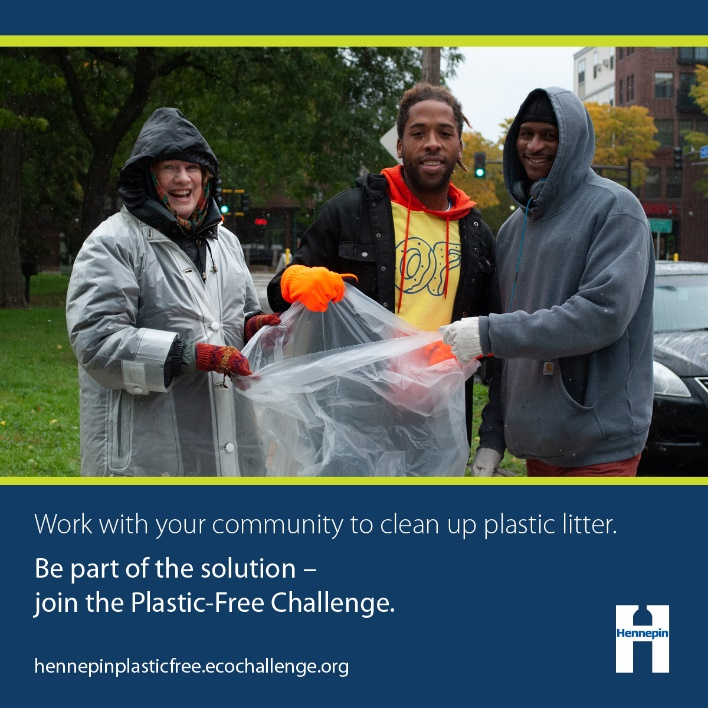 OF
Work with your community to clean up plastic litter.
Be part of the solution –
join the Plastic-Free Challenge.
Hennepin
hennepinplasticfree.ecochallenge.org